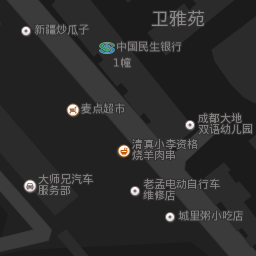 卫雅苑
新疆炒瓜子
中国民生银行
1幢
麦点超市
成都大地
双语幼儿园
清真小李资格
烧羊肉串
大师兄汽车
服务部
老孟电动自行车
维修店
城里粥小吃店